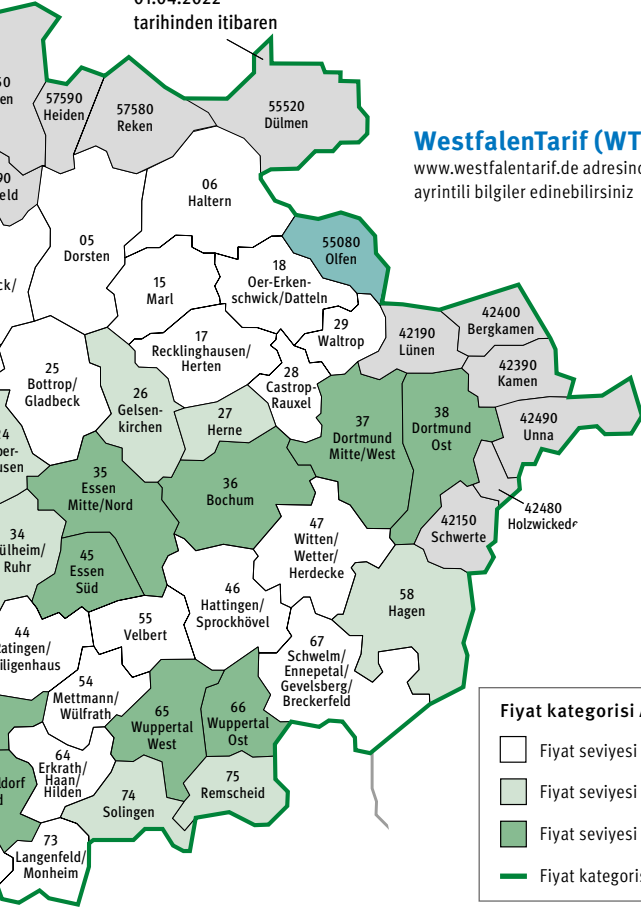 tarihinden itibaren
57590
Heiden
57580
Reken
55520
Dülmen
WestfalenTarif (WT
www.westfalentarif.de
ayrintili bilgiler edinebilirsiniz
06
Haltern
05
Dorsten
55080
Olfen
18
Oer-Erken-
schwick/Datteln
15
Marl
42400
Bergkamen
29
Waltrop
42190
Lünen
17
Recklinghausen/
Herten
42390
Kamen
25
Bottrop/
Gladbeck
28
Castrop-
Rauxel
26
Gelsen-
kirchen
27
Herne
37
Dortmund
Mitte/West
38
Dortmund
Ost
42490
Unna
35
Essen
Mitte/Nord
36
Bochum
42480
47
Witten/
Wetter/
Herdecke
42150
Schwerte
34
Ruhr
45
Essen
Süd
46
Hattingen/
Sprockhövel
58
Hagen
55
Velbert
44
67
Schwelm/
Ennepetal/
Gevelsberg/
Breckerfeld
54
Mettmann/
Wülfrath
65
Wuppertal
West
66
Wuppertal
Ost
64
Erkrath/
Haan/
Hilden
75
Remscheid
74
Solingen
73
Langenfeld/
Monheim
Fiyat kategorisi
Fiyat seviyesi
Fiyat seviyesi
Fiyat seviyesi
Fiyat